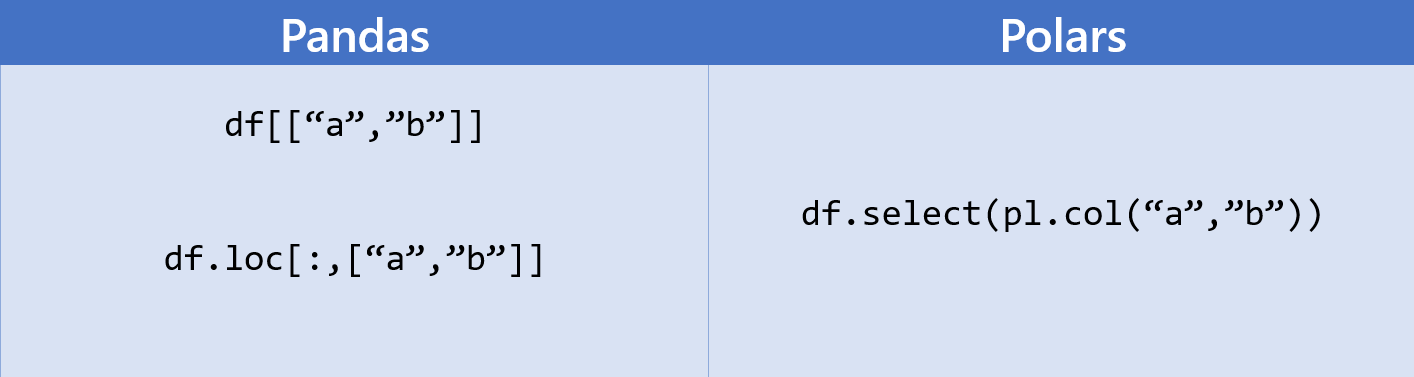 Pandas
Polars
df[[“a”,”b”]]
df.loc[:,[“a”,”b”]]
df.select(pl.col(“a”,”b”))